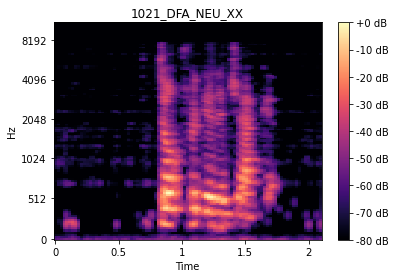 1021_DFA_NEU_XX
8192
4096
2048
1024
512
0
Hz
0
0.5
1
1.5
2
Time
+0 dB
-10 dB
-20 dB
-30 dB
-40 dB
-50 dB
-60 dB
-70 dB
-80 dB